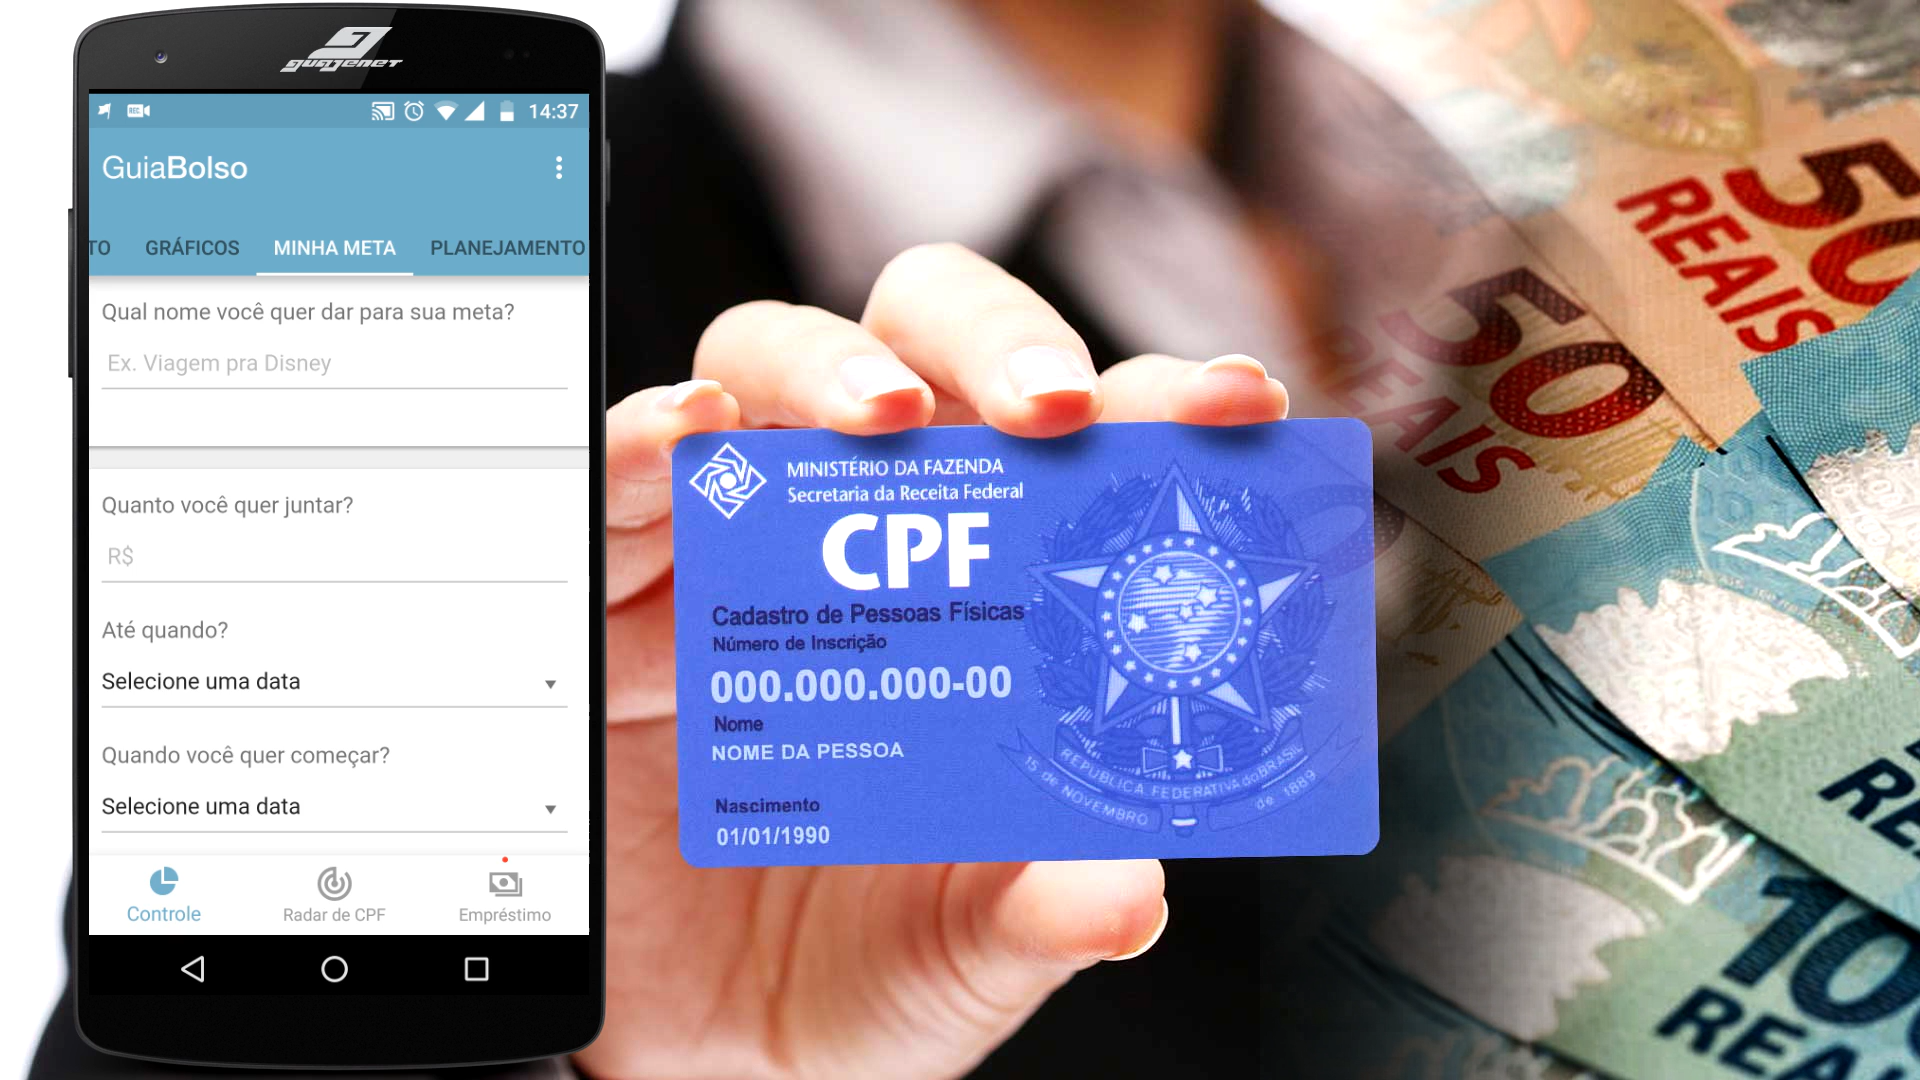 guajenet
REC
14:37
GuiaBolso
TO GRÁFICOS MINHA META PLANEJAMENTO
Qual nome você quer dar para sua meta?
Ex. Viagem pra Disney
Quanto você quer juntar?
R$
Até quando?
Selecione uma data
Quando você quer começar?
Selecione uma data
Controle
Radar de CPF
Empréstimo
MINISTÉRIO DA FAZENDA
Secretaria da Receita Federal
CPF
Cadastro de Pessoas Físicas
Número de Inscrição
000.000.000-00
Nome
NOME DA PESSOA
Nascimento
01/01/1990
REPÚBLICA FEDERATIVA do BRASIL
15 de NOVEMBRO
de 1889
50
REAIS
50
REAIS
100